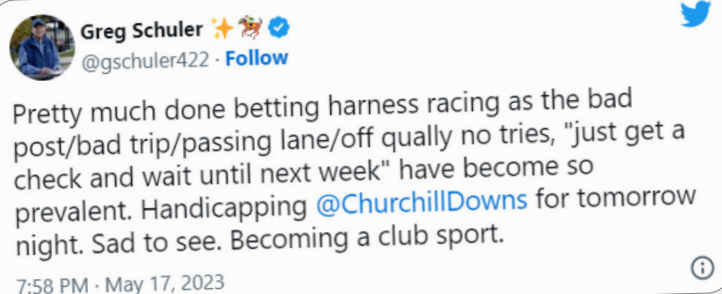 Greg Schuler ✨🏇
@gschuler422 · Follow
Pretty much done betting harness racing as the bad
post/bad trip/passing lane/off qually no tries, "just get a
check and wait until next week" have become so
prevalent. Handicapping @ChurchillDowns for tomorrow
night. Sad to see. Becoming a club sport.
7:58 PM · May 17, 2023